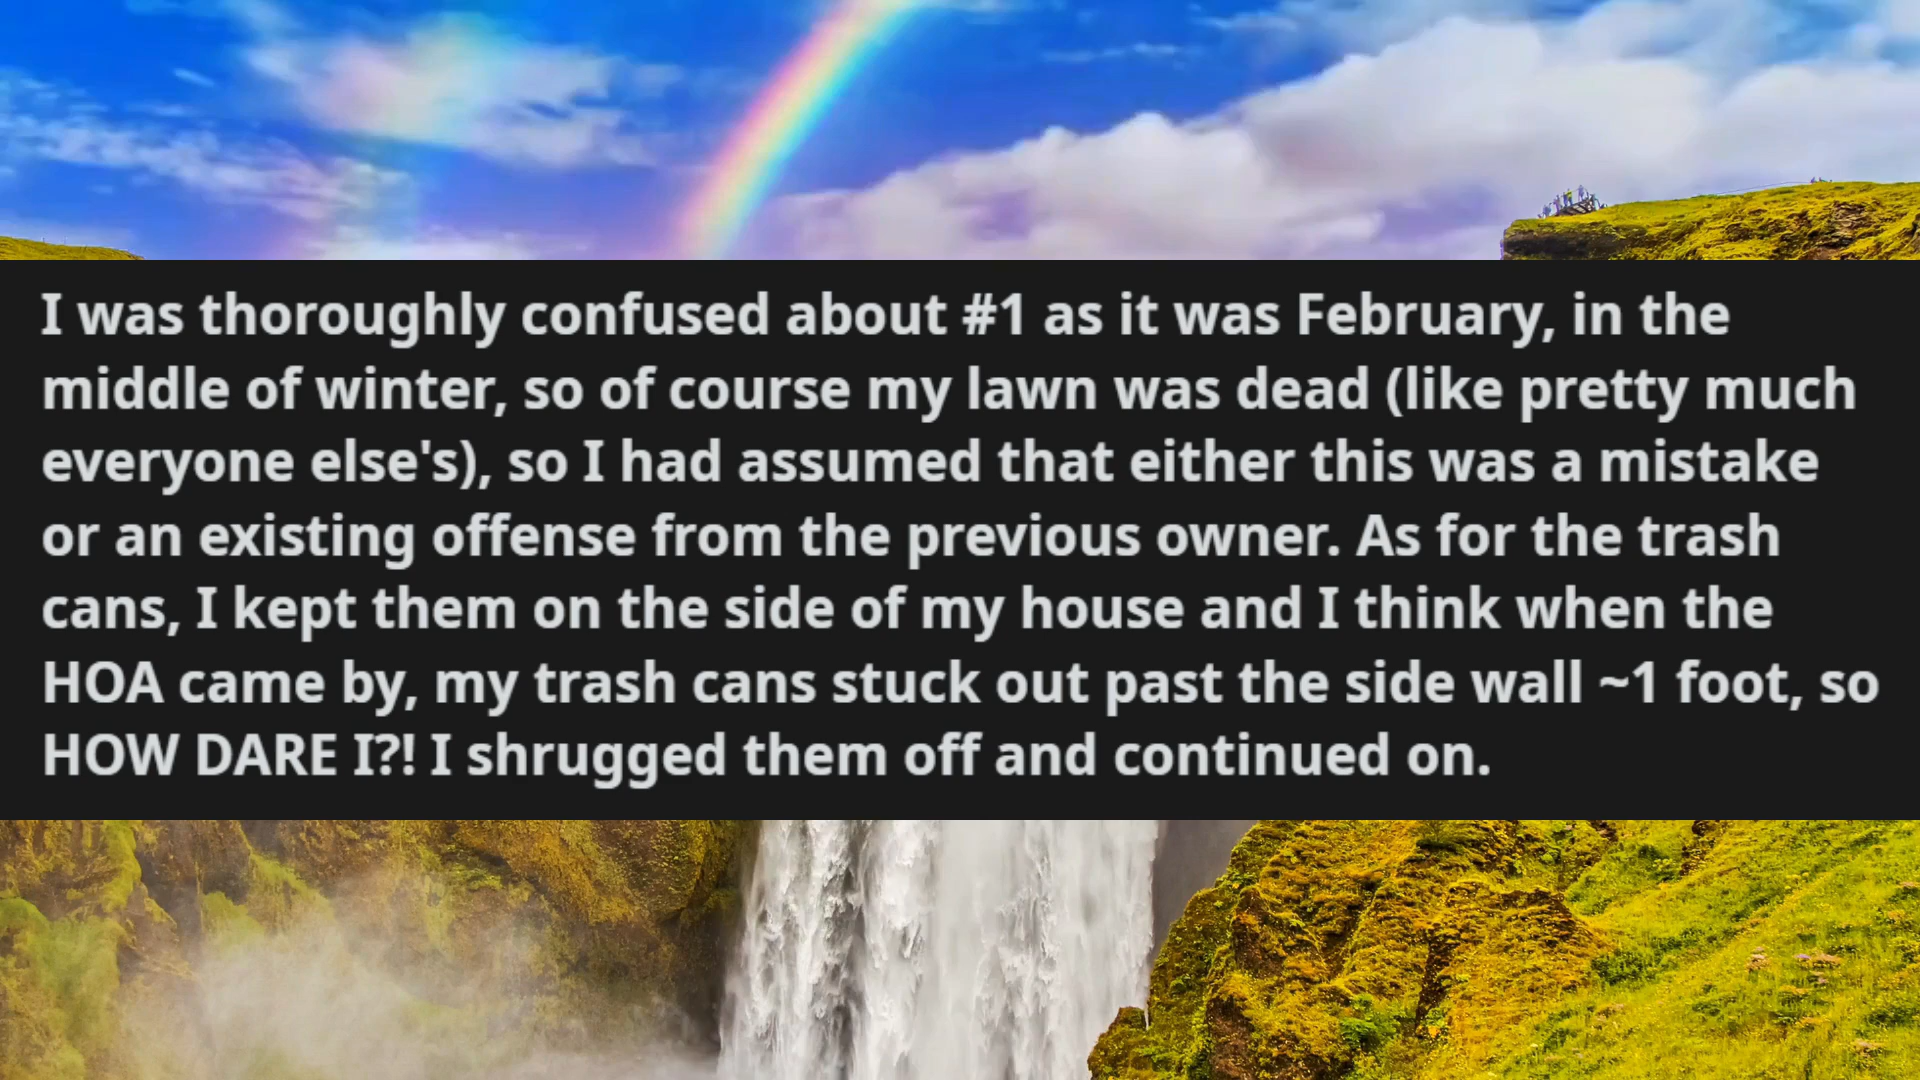 I was thoroughly confused about #1 as it was February, in the
middle of winter, so of course my lawn was dead (like pretty much
everyone else's), so I had assumed that either this was a mistake
or an existing offense from the previous owner. As for the trash
cans, I kept them on the side of my house and I think when the
HOA came by, my trash cans stuck out past the side wall ~1 foot, so
HOW DARE I?! I shrugged them off and continued on.